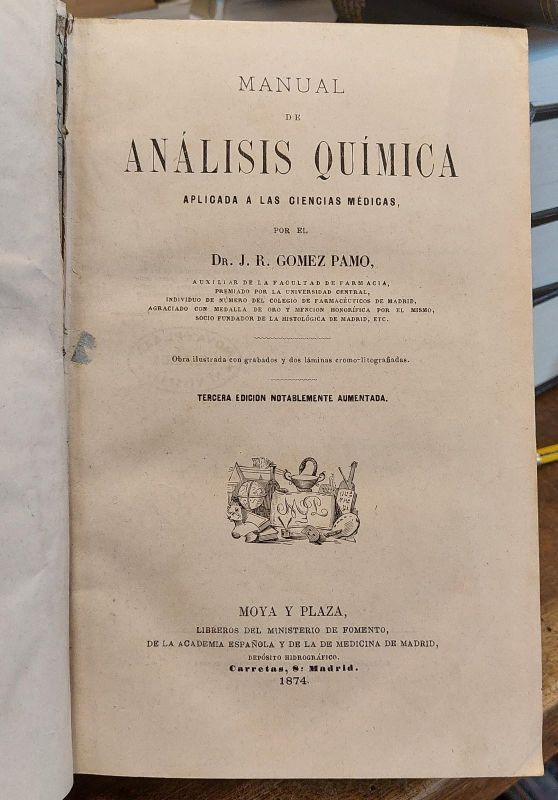 MANUAL
DE
ANÁLISIS QUÍMICA
APLICADA A LAS CIENCIAS MÉDICAS,
POR EL
DR. J. R. GOMEZ PAMO,
AUXILIAR DE LA FACULTAD DE FARMACIA,
PREMIADO POR LA UNIVERSIDAD CENTRAL,
INDIVIDUO DE NÚMERO DEL COLEGIO DE FARMACÉUTICOS DE MADRID,
AGRACIADO CON MEDALLA DE ORO Y MENCION HONORÍFICA POR EL MISMO,
SOCIO FUNDADOR DE LA HISTOLÓGICA DE MADRID, ETC.
Obra ilustrada con grabados y dos láminas cromo-litografiadas.
TERCERA EDICION NOTABLEMENTE AUMENTADA.
MOYA Y PLAZA,
LIBREROS DEL MINISTERIO DE FOMENTO,
DE LA ACADEMIA ESPAÑOLA Y DE LA DE MEDICINA DE MADRID,
DEPÓSITO HIDROGRÁFICO.
Carretas, 8: Madrid.
1874.